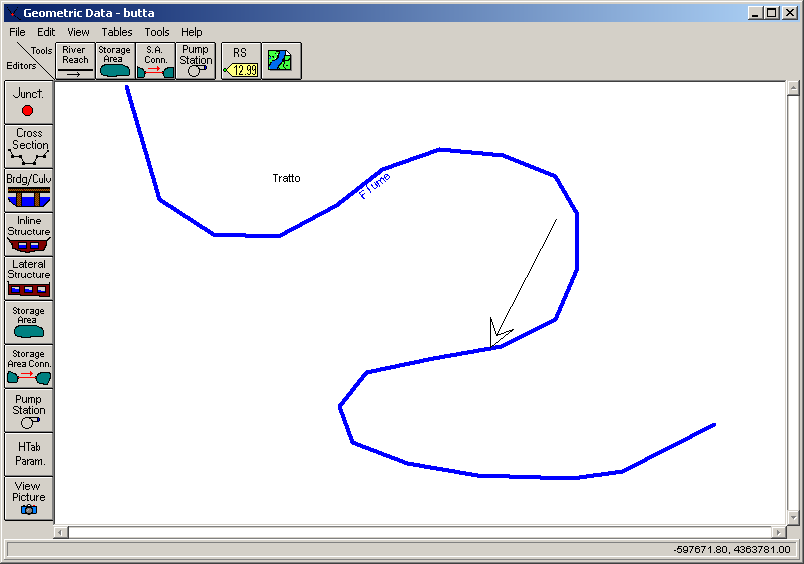 Geometric Data - butta
File Edit View Tables Tools Help
Tools
Editors
River
Reach
Storage
Area
S.A.
Conn.
Pump
Station
RS
12.99
Junct.
Cross
Section
Brdg/Culv
Inline
Structure
Lateral
Structure
Storage
Area
Storage
Area Conn.
Pump
Station
HTab
Param.
View
Picture
Tratto
Fiume
-597671.80, 4363781.00